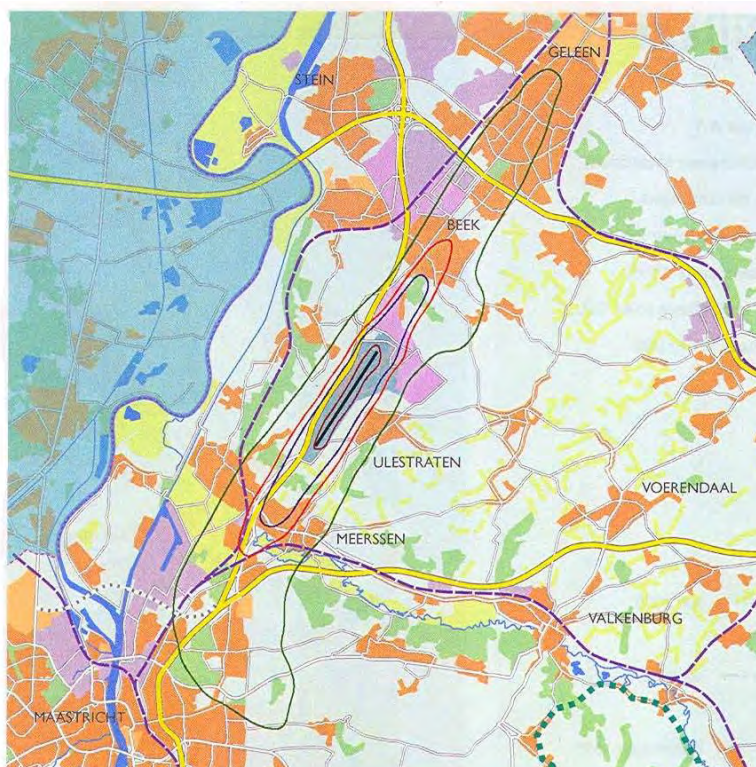 GELEEN
STEIN
BEEK
ULESTRATEN
VOERENDAAL
MEERSSEN
VALKENBURG
MAASTRICHT